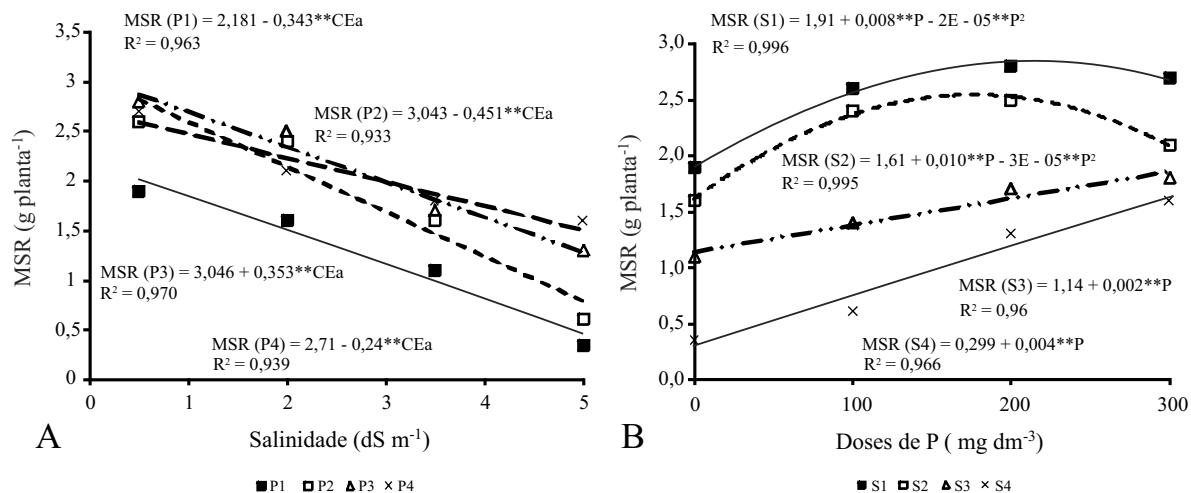 MSR (P1) = 2,181 - 0,343**CEa
R² = 0,963
MSR (P2) = 3,043 - 0,451**CEa
R² = 0,933
MSR (P3) = 3,046 + 0,353**CEa
R² = 0,970
MSR (P4) = 2,71 - 0,24**CEa
R² = 0,939
MSR (g planta⁻¹)
3,5
3
2,5
2
1,5
1
0,5
0
0 1 2 3 4 5
A
Salinidade (dS m⁻¹)
P1 P2 P3 P4
MSR (S1) = 1,91 + 0,008**P - 2E - 05**P²
R² = 0,996
MSR (S2) = 1,61 + 0,010**P - 3E - 05**P²
R² = 0,995
MSR (S3) = 1,14 + 0,002**P
R² = 0,96
MSR (S4) = 0,299 + 0,004**P
R² = 0,966
MSR (g planta⁻¹)
3,0
2,5
2,0
1,5
1,0
0,5
0,0
0 100 200 300
B
Doses de P ( mg dm⁻³)
S1 S2 S3 S4